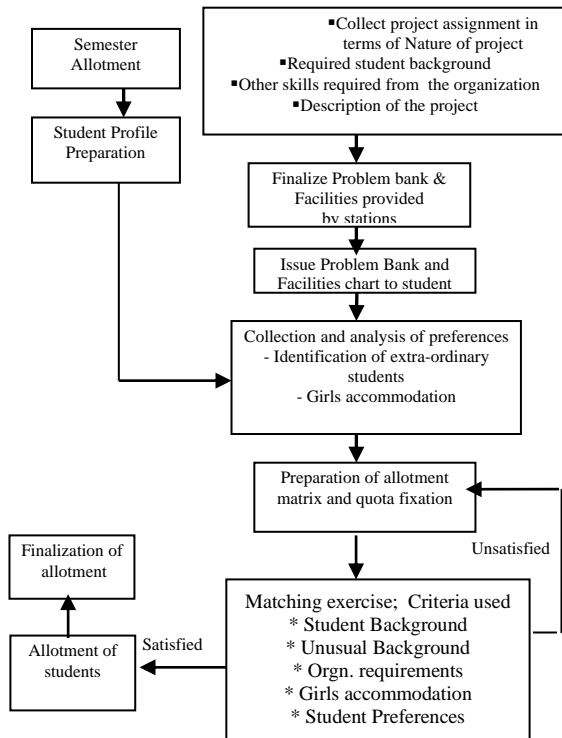 Semester
Allotment
Student Profile
Preparation
▪Collect project assignment in
terms of Nature of project
▪Required student background
▪Other skills required from the organization
▪Description of the project
Finalize Problem bank &
Facilities provided
by stations
Issue Problem Bank and
Facilities chart to student
Collection and analysis of preferences
- Identification of extra-ordinary
students
- Girls accommodation
Preparation of allotment
matrix and quota fixation
Unsatisfied
Matching exercise; Criteria used
* Student Background
* Unusual Background
* Orgn. requirements
* Girls accommodation
* Student Preferences
Satisfied
Allotment of
students
Finalization of
allotment